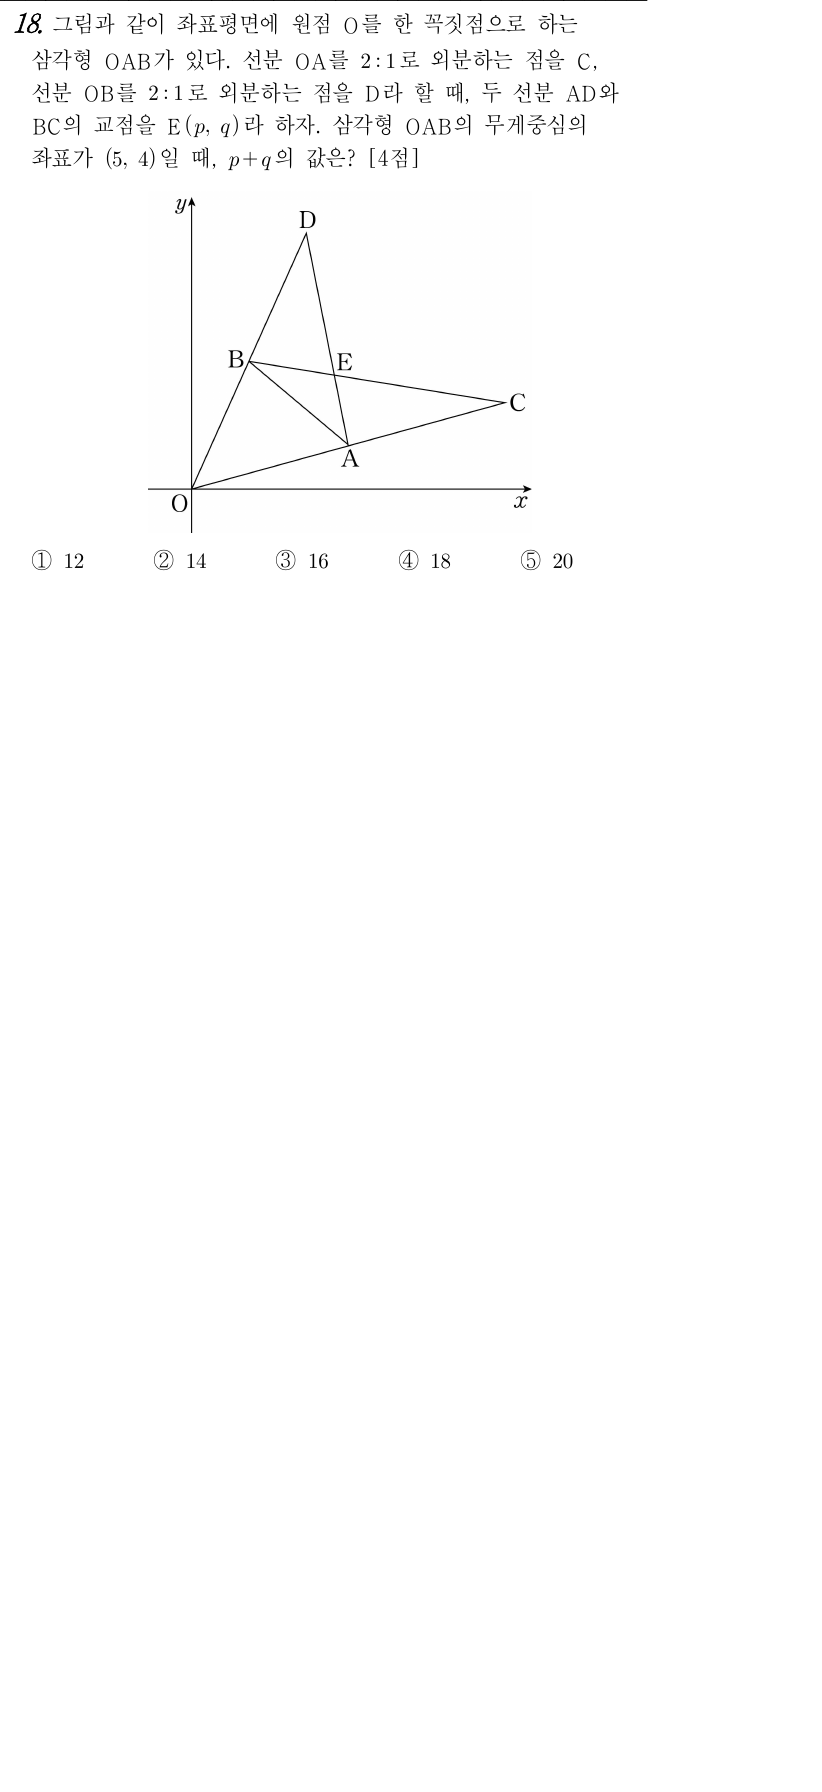 18. 그림과 같이 좌표평면에 원점 O를 한 꼭짓점으로 하는
삼각형 OAB가 있다. 선분 OA를 2:1로 외분하는 점을 C,
선분 OB를 2:1로 외분하는 점을 D라 할 때, 두 선분 AD와
BC의 교점을 E(p, q)라 하자. 삼각형 OAB의 무게중심의
좌표가 (5, 4)일 때, p+q의 값은? [4점]
y
D
B
E
C
A
O
x
① 12 ② 14 ③ 16 ④ 18 ⑤ 20